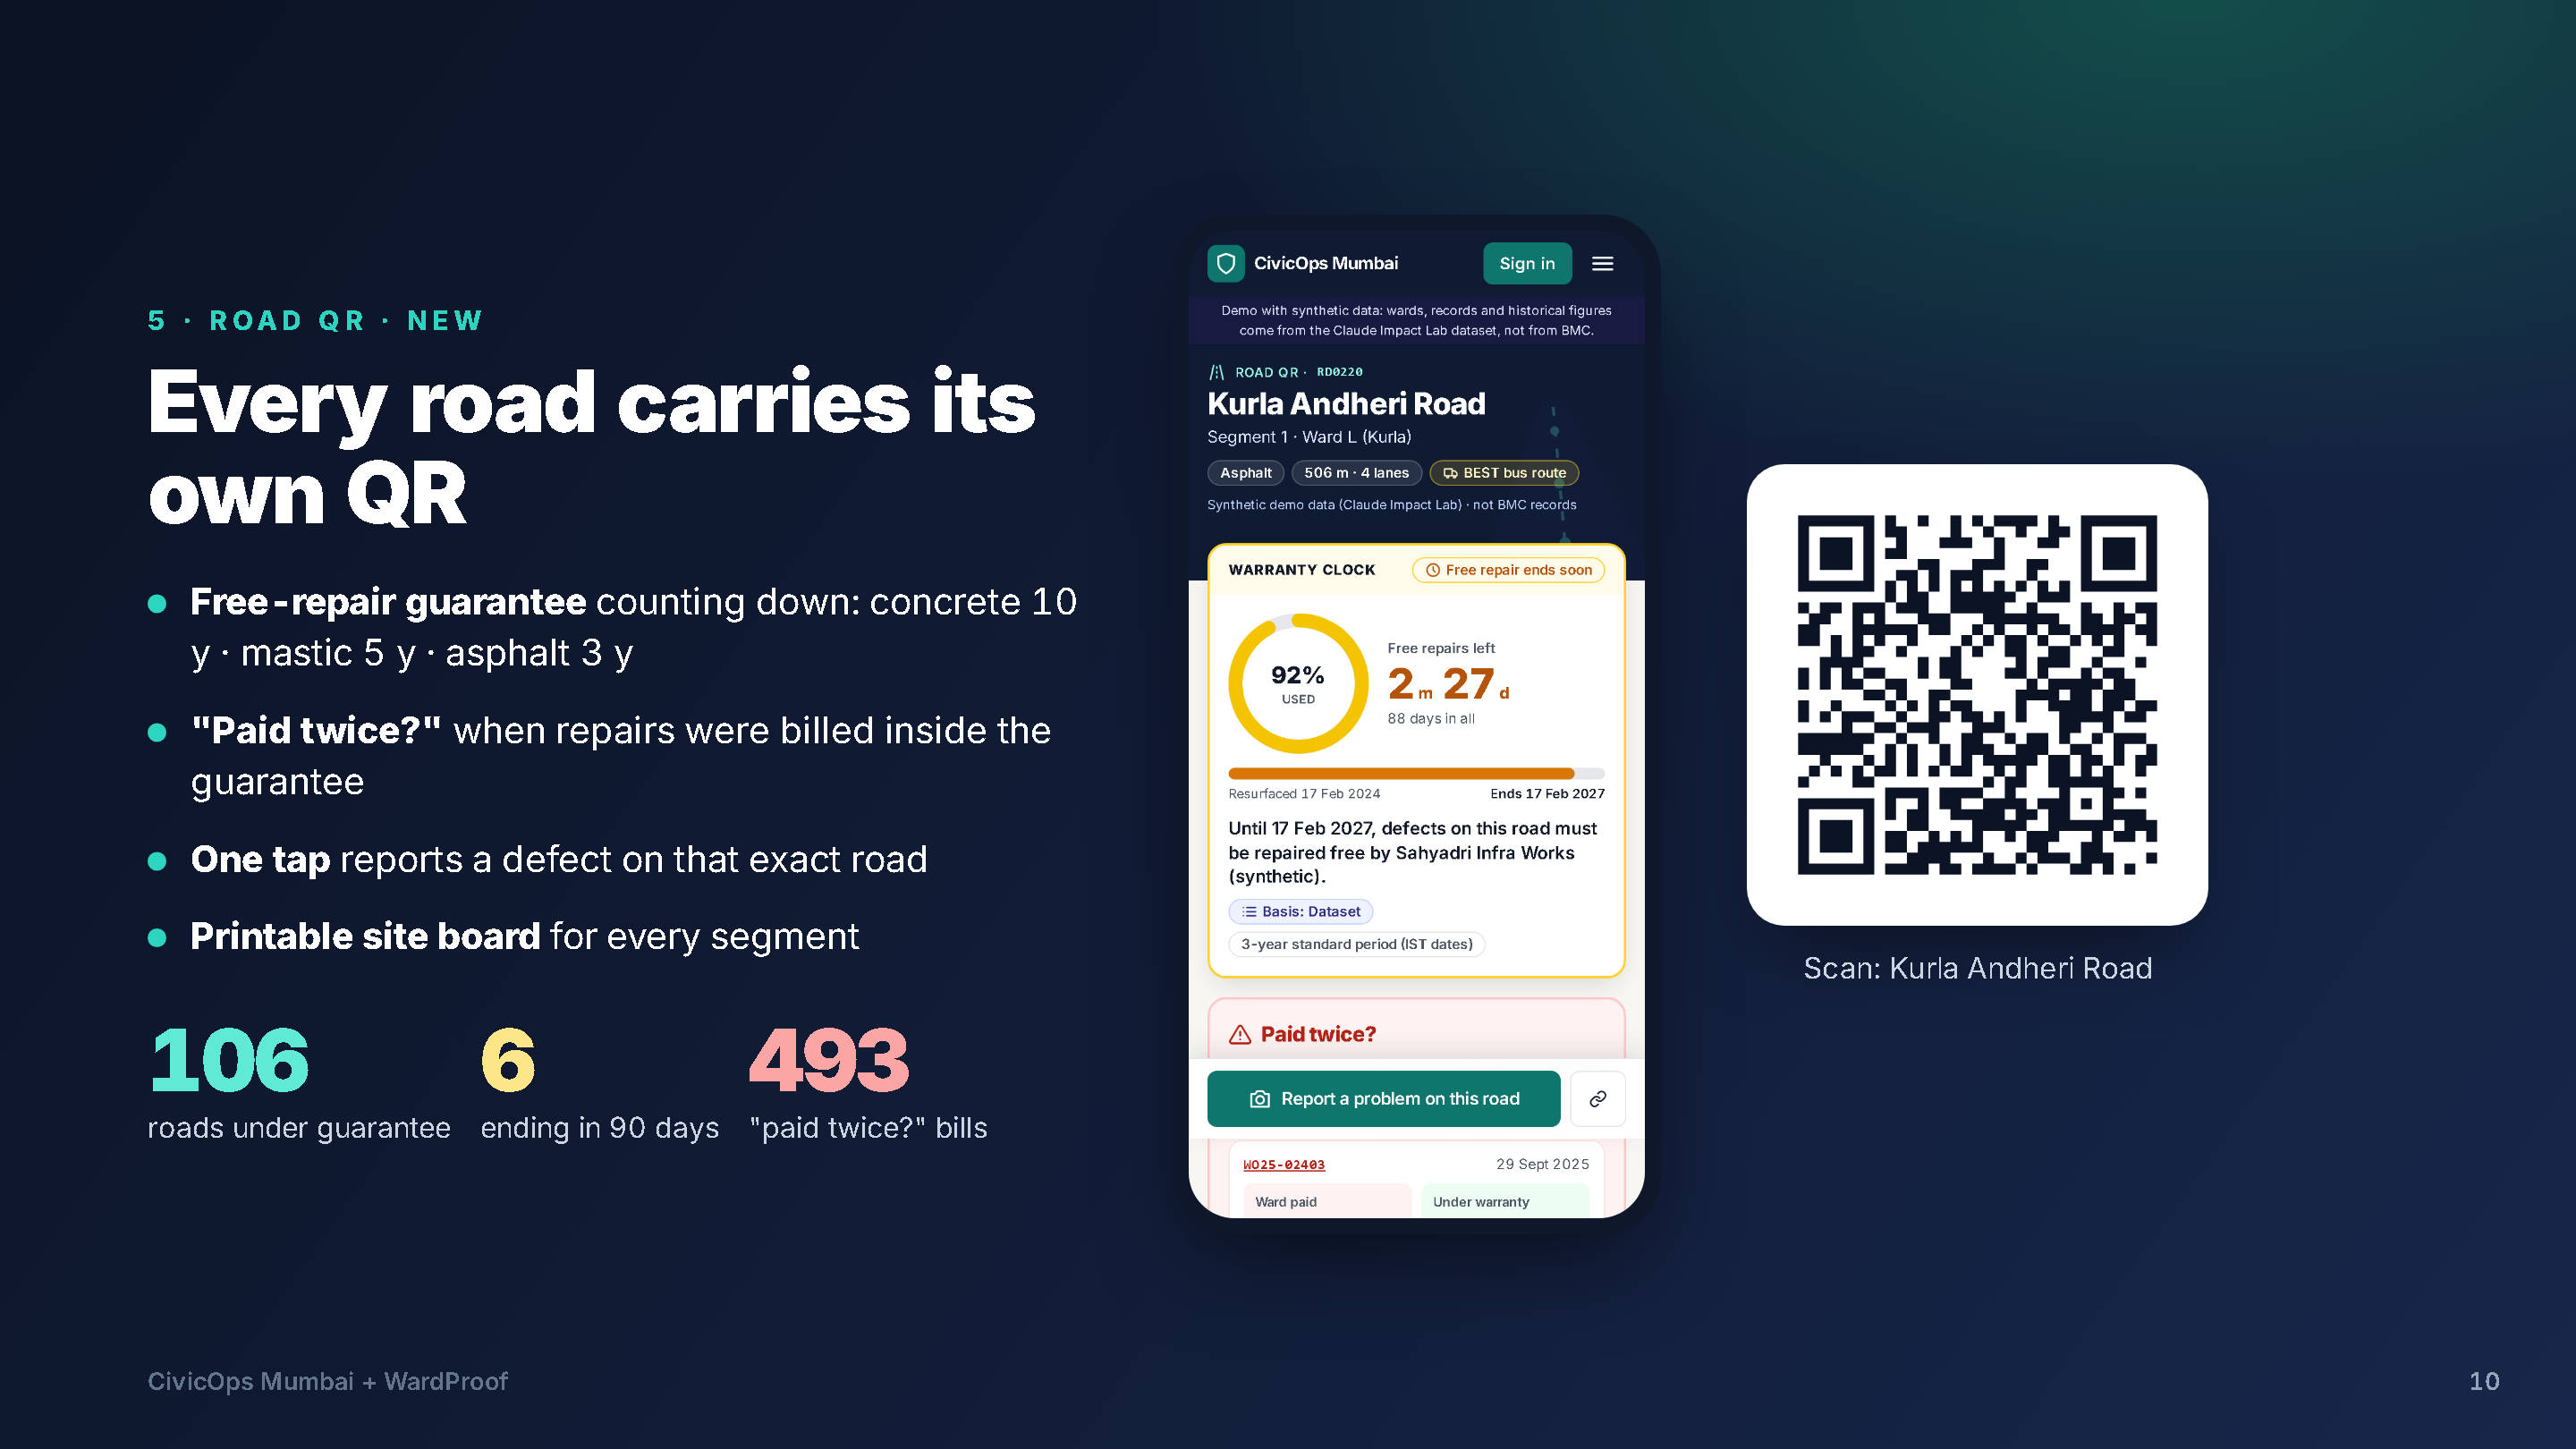 5 · ROAD QR · NEW
Every road carries its
own QR
Free-repair guarantee counting down: concrete 10
y · mastic 5 y · asphalt 3 y
"Paid twice?" when repairs were billed inside the
guarantee
One tap reports a defect on that exact road
Printable site board for every segment
106
roads under guarantee
6
ending in 90 days
493
"paid twice?" bills
CivicOps Mumbai
Sign in
Demo with synthetic data: wards, records and historical figures
come from the Claude Impact Lab dataset, not from BMC.
ROAD QR · RD0220
Kurla Andheri Road
Segment 1 · Ward L (Kurla)
Asphalt
506 m · 4 lanes
BEST bus route
Synthetic demo data (Claude Impact Lab) · not BMC records
WARRANTY CLOCK
Free repair ends soon
92%
USED
Free repairs left
2 m 27 d
88 days in all
Resurfaced 17 Feb 2024
Ends 17 Feb 2027
Until 17 Feb 2027, defects on this road must
be repaired free by Sahyadri Infra Works
(synthetic).
Basis: Dataset
3-year standard period (IST dates)
Paid twice?
Report a problem on this road
WO25-02403
29 Sept 2025
Ward paid
Under warranty
Scan: Kurla Andheri Road
CivicOps Mumbai + WardProof
10